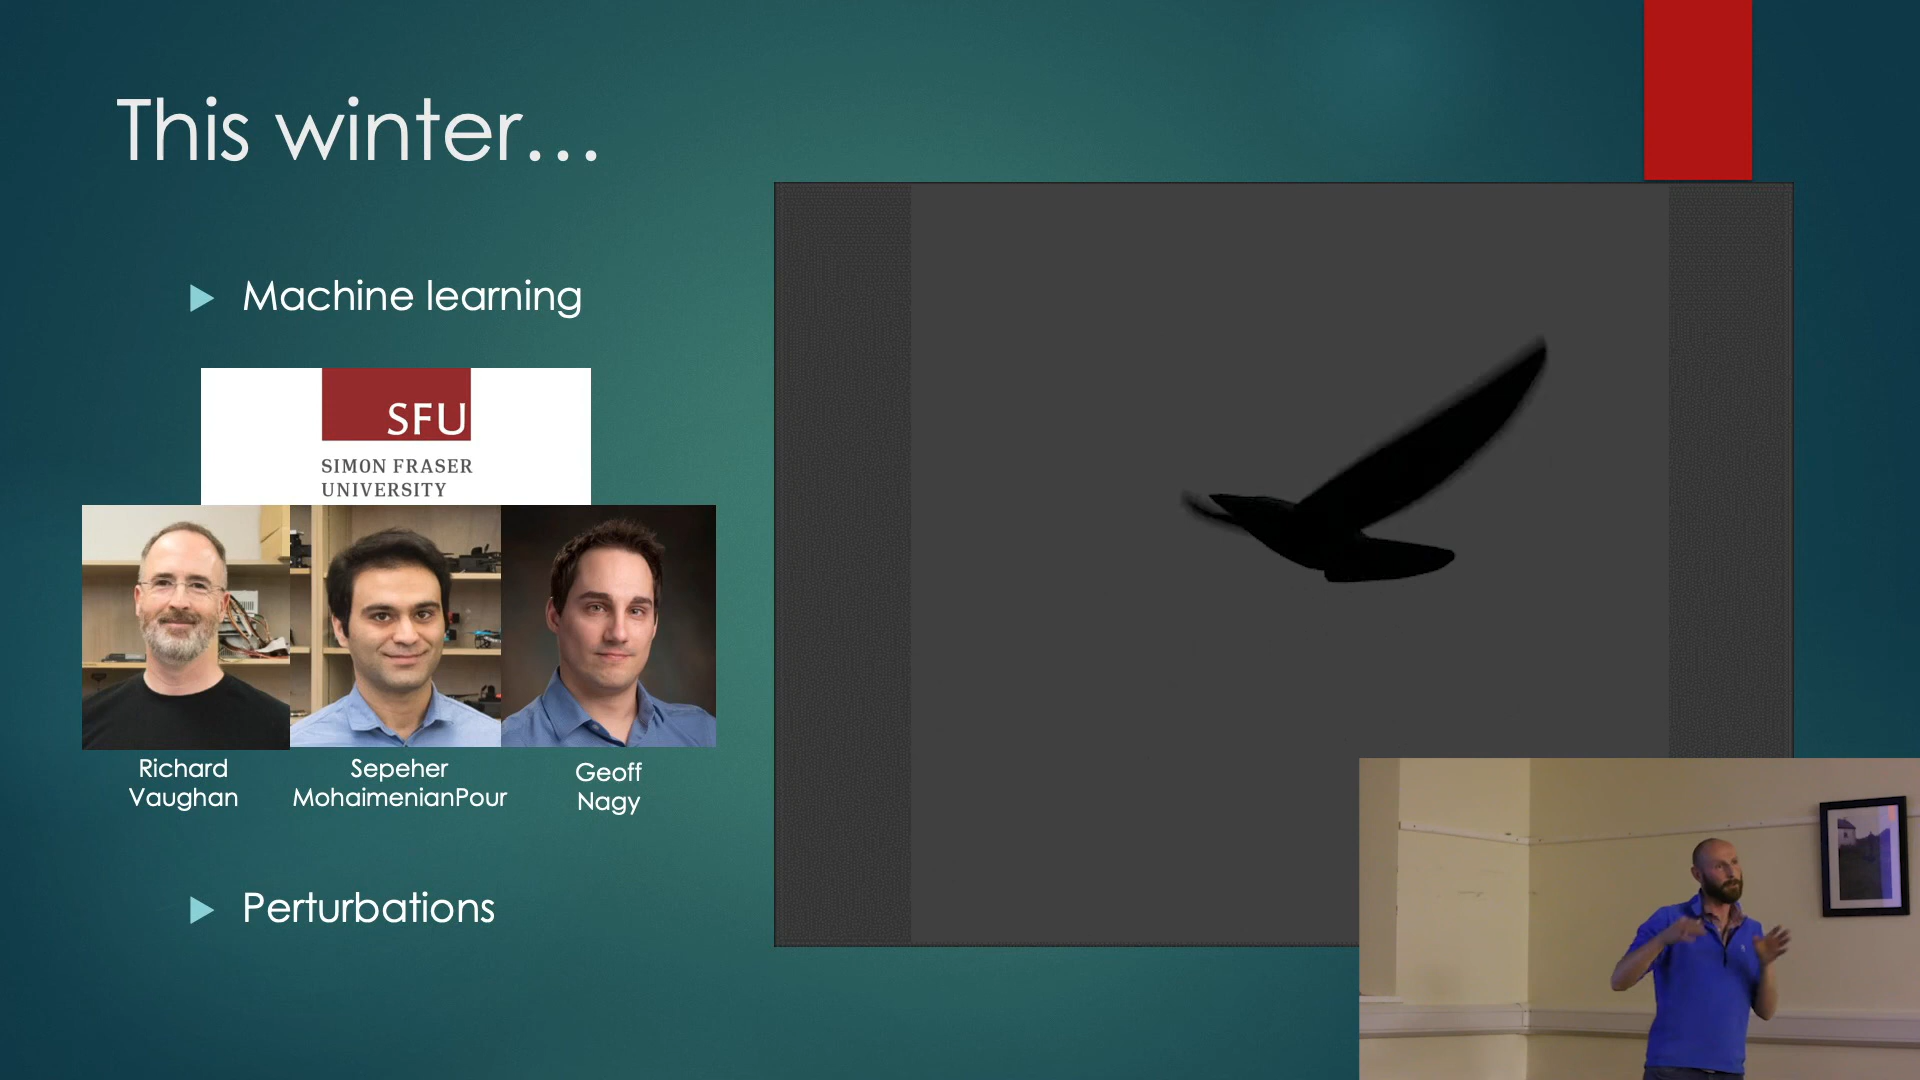 This winter...
Machine learning
SFU
SIMON FRASER
UNIVERSITY
Richard
Vaughan
Sepeher
MohaimenianPour
Geoff
Nagy
Perturbations